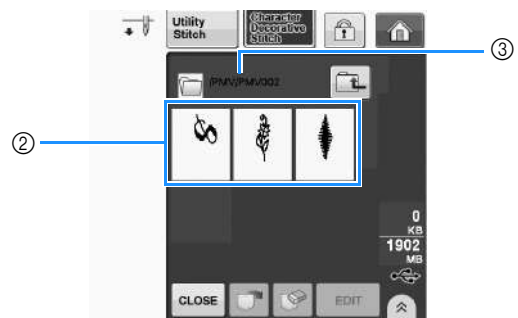 Utility
Stitch
Character
Decorative
Stitch
③
/PMV/PMV002
②
0
KB
1902
MB
CLOSE
EDIT